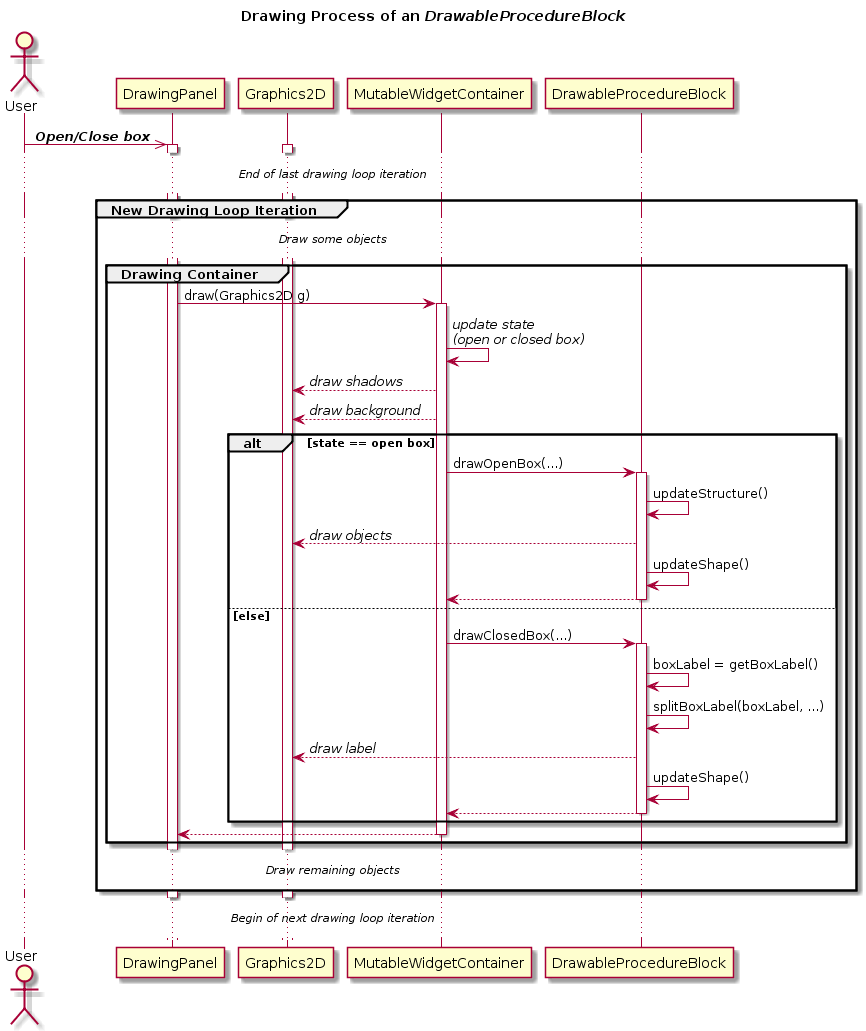 Drawing Process of an DrawableProcedureBlock
User
DrawingPanel
Graphics2D
MutableWidgetContainer
DrawableProcedureBlock
Open/Close box
End of last drawing loop iteration
New Drawing Loop Iteration
Draw some objects
Drawing Container
draw(Graphics2D g)
update state
(open or closed box)
draw shadows
draw background
alt
[state == open box]
drawOpenBox(...)
updateStructure()
draw objects
updateShape()
[else]
drawClosedBox(...)
boxLabel = getBoxLabel()
splitBoxLabel(boxLabel, ...)
draw label
updateShape()
Draw remaining objects
Begin of next drawing loop iteration
User
DrawingPanel
Graphics2D
MutableWidgetContainer
DrawableProcedureBlock